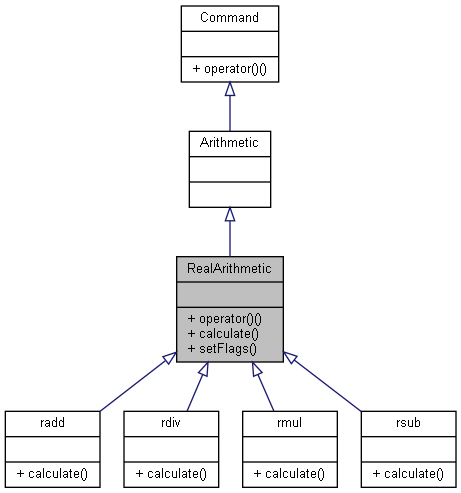 Command
+ operator()()
Arithmetic
RealArithmetic
+ operator()()
+ calculate()
+ setFlags()
radd
+ calculate()
rdiv
+ calculate()
rmul
+ calculate()
rsub
+ calculate()